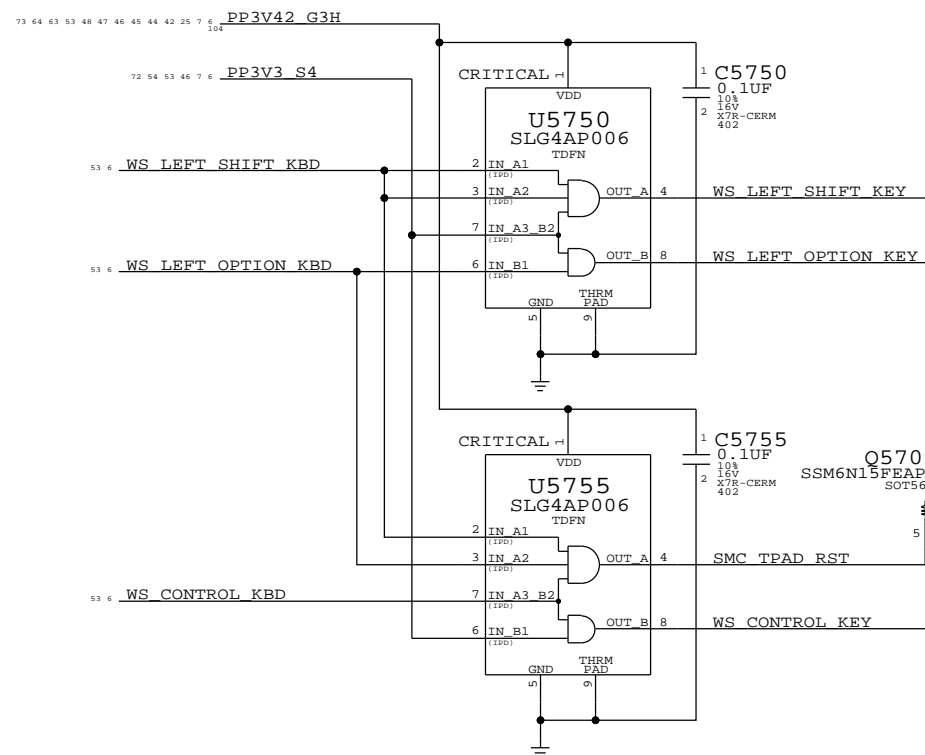 73 64 63 53 48 47 46 45 44 42 25 7 6 PP3V42_G3H
104
72 54 53 46 7 6 PP3V3_S4
CRITICAL 1
VDD
1 C5750
0.1UF
10%
16V
2 X7R-CERM
402
U5750
SLG4AP006
TDFN
53 6 WS_LEFT_SHIFT_KBD 2 IN_A1
(IPD)
3 IN_A2 OUT_A 4 WS_LEFT_SHIFT_KEY
(IPD)
7 IN_A3_B2
(IPD)
53 6 WS_LEFT_OPTION_KBD 6 IN_B1 OUT_B 8 WS_LEFT_OPTION_KEY
(IPD)
THRM
GND PAD
5 9
CRITICAL 1
VDD
1 C5755
0.1UF
10%
16V
2 X7R-CERM
402
Q570
SSM6N15FEAP
SOT56
5
U5755
SLG4AP006
TDFN
2 IN_A1
(IPD)
3 IN_A2 OUT_A 4 SMC_TPAD_RST
(IPD)
53 6 WS_CONTROL_KBD 7 IN_A3_B2
(IPD)
6 IN_B1 OUT_B 8 WS_CONTROL_KEY
(IPD)
THRM
GND PAD
5 9